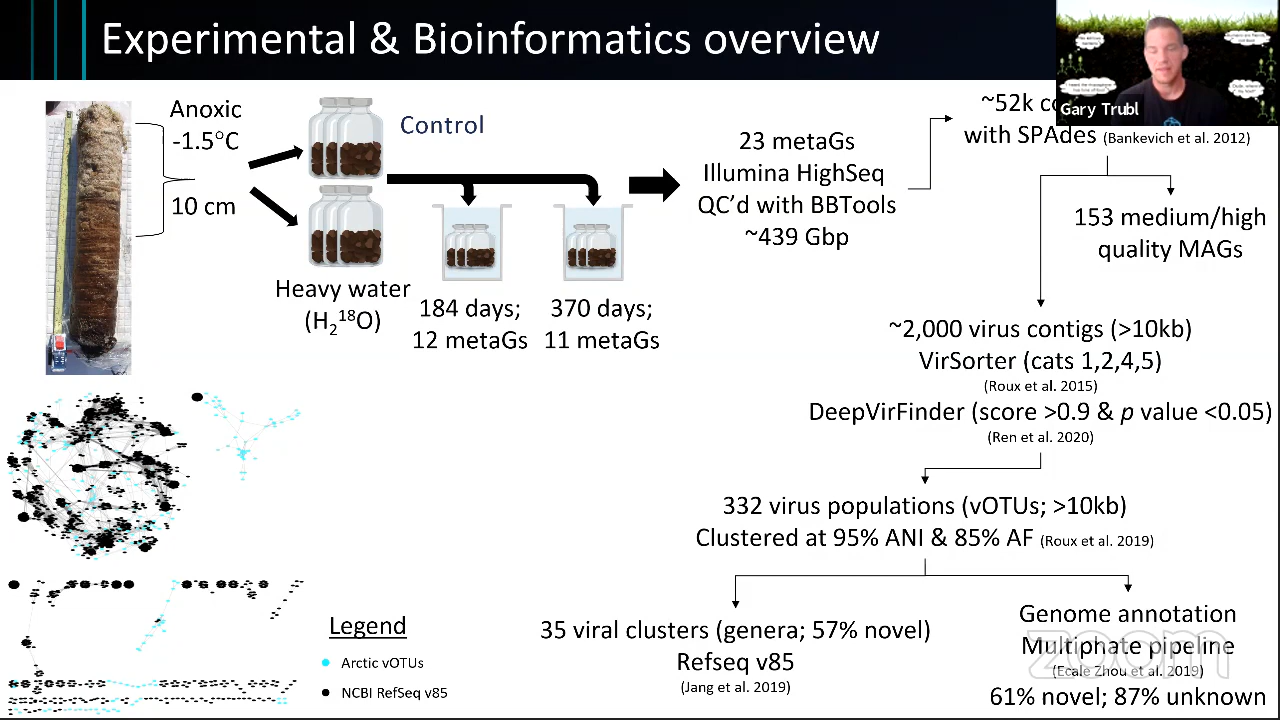 Experimental & Bioinformatics overview
Gary Trubl
Anoxic
-1.5°C
10 cm
Control
Heavy water
(H₂¹⁸O)
184 days;
12 metaGs
370 days;
11 metaGs
23 metaGs
Illumina HighSeq
QC’d with BBTools
~439 Gbp
~52k
with SPAdes (Bankevich et al. 2012)
153 medium/high
quality MAGs
~2,000 virus contigs (>10kb)
VirSorter (cats 1,2,4,5)
(Roux et al. 2015)
DeepVirFinder (score >0.9 & p value <0.05)
(Ren et al. 2020)
332 virus populations (vOTUs; >10kb)
Clustered at 95% ANI & 85% AF (Roux et al. 2019)
35 viral clusters (genera; 57% novel)
Refseq v85
(Jang et al. 2019)
Genome annotation
Multiphate pipeline
(Ecale Zhou et al. 2019)
61% novel; 87% unknown
zoom
Legend
Arctic vOTUs
NCBI RefSeq v85